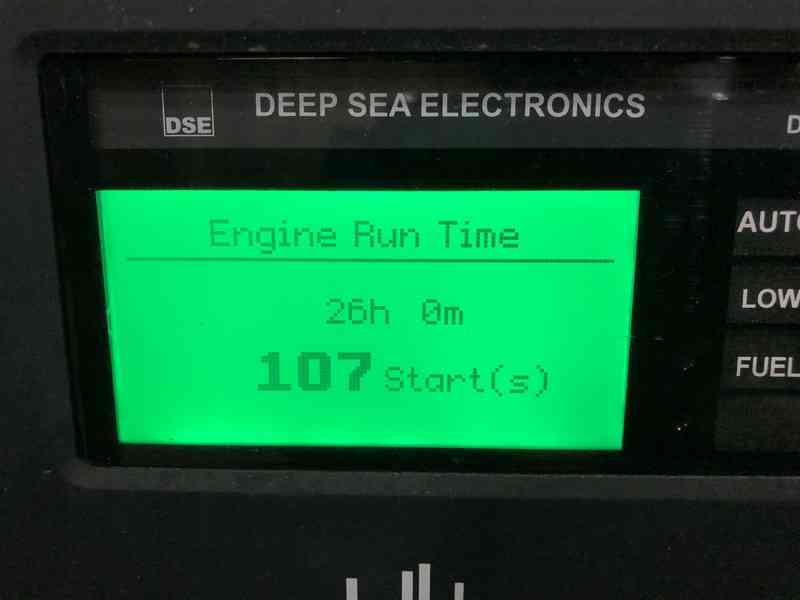 DSE
DEEP SEA ELECTRONICS
Engine Run Time
26h 0m
107 Start(s)
LOW
FUEL